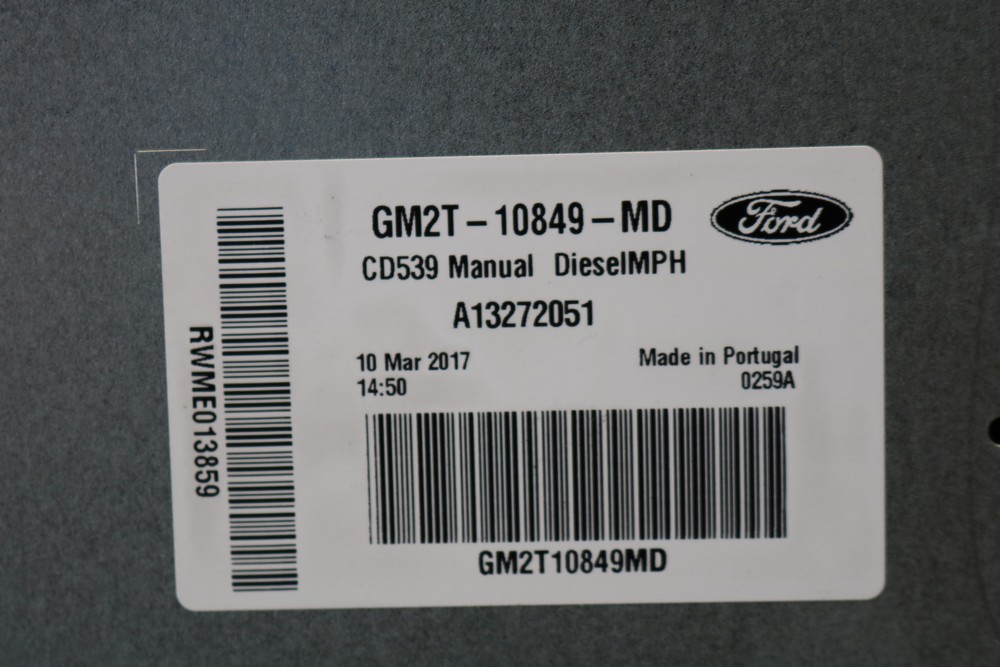 GM2T-10849-MD
Ford
CD539 Manual DieselMPH
A13272051
10 Mar 2017
14:50
Made in Portugal
0259A
RWME013859
GM2T10849MD